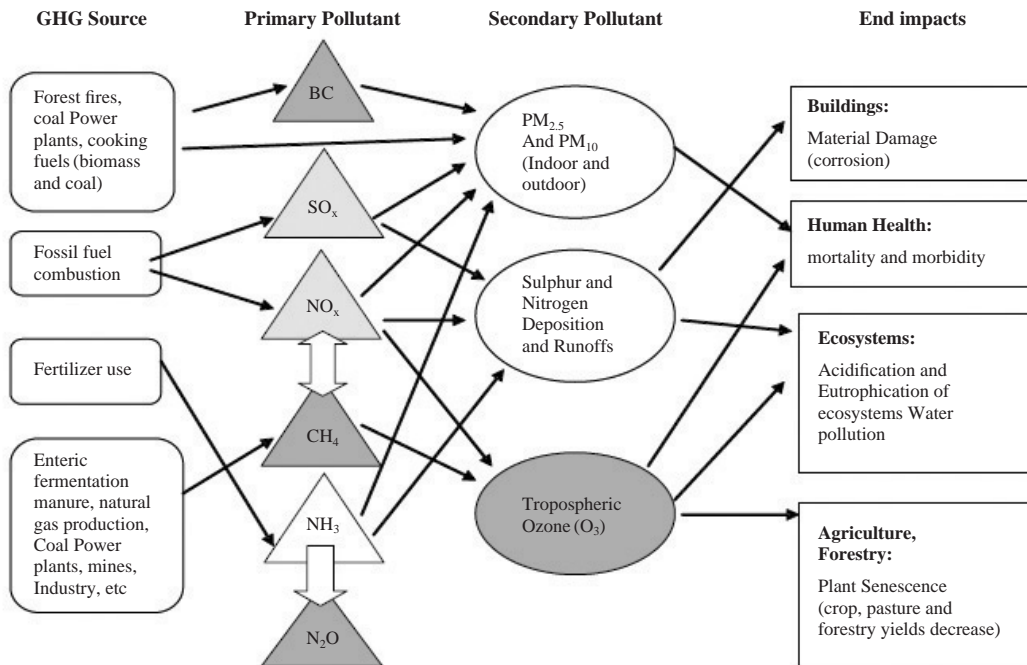 GHG Source
Primary Pollutant
Secondary Pollutant
End impacts
Forest fires,
coal Power
plants, cooking
fuels (biomass
and coal)
Fossil fuel
combustion
Fertilizer use
Enteric
fermentation
manure, natural
gas production,
Coal Power
plants, mines,
Industry, etc
BC
SOₓ
NOₓ
CH₄
NH₃
N₂O
PM₂.₅
And PM₁₀
(Indoor and
outdoor)
Sulphur and
Nitrogen
Deposition
and Runoffs
Tropospheric
Ozone (O₃)
Buildings:
Material Damage
(corrosion)
Human Health:
mortality and morbidity
Ecosystems:
Acidification and
Eutrophication of
ecosystems Water
pollution
Agriculture,
Forestry:
Plant Senescence
(crop, pasture and
forestry yields decrease)